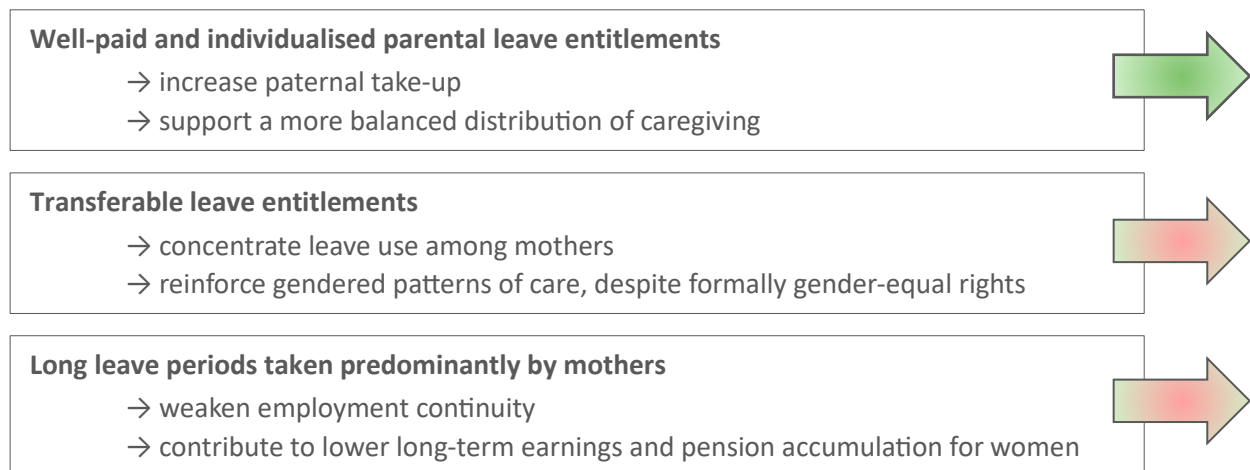 Well-paid and individualised parental leave entitlements
→ increase paternal take-up
→ support a more balanced distribution of caregiving
Transferable leave entitlements
→ concentrate leave use among mothers
→ reinforce gendered patterns of care, despite formally gender-equal rights
Long leave periods taken predominantly by mothers
→ weaken employment continuity
→ contribute to lower long-term earnings and pension accumulation for women